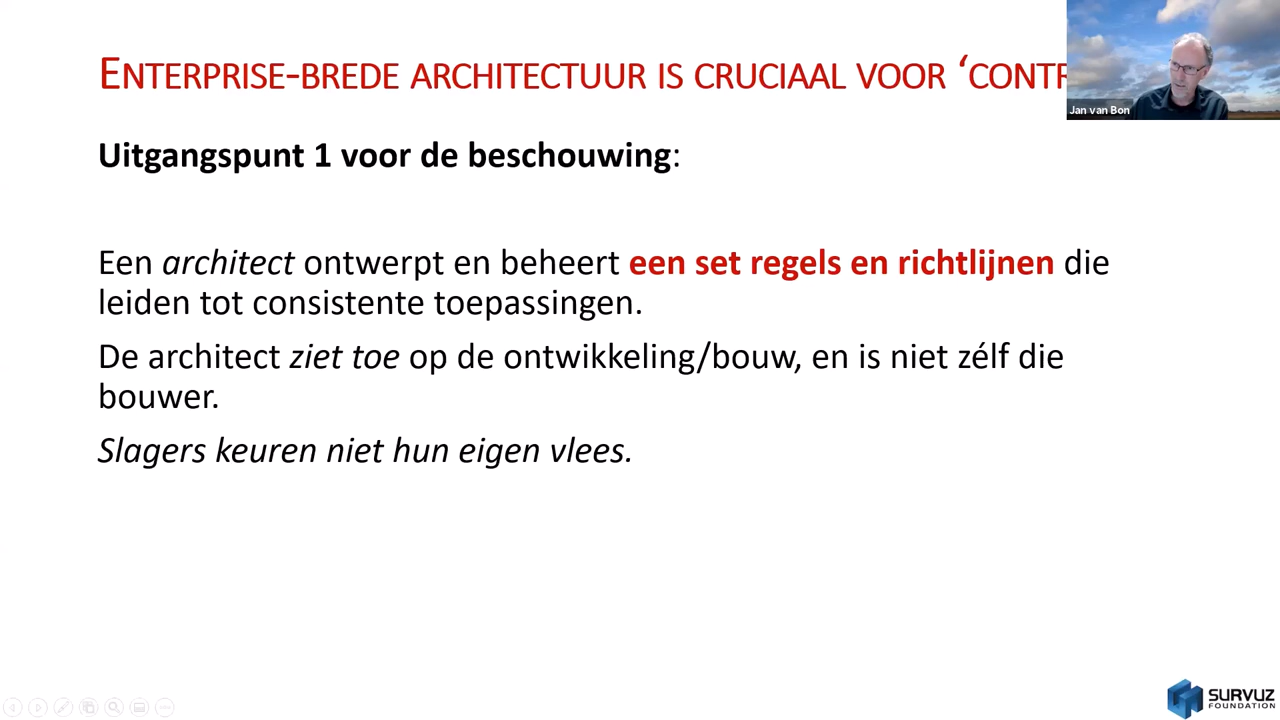 ENTERPRISE-BREDE ARCHITECTUUR IS CRUCIAAL VOOR ‘CONTR
Jan van Bon
Uitgangspunt 1 voor de beschouwing:
Een architect ontwerpt en beheert een set regels en richtlijnen die
leiden tot consistente toepassingen.
De architect ziet toe op de ontwikkeling/bouw, en is niet zélf die
bouwer.
Slagers keuren niet hun eigen vlees.
SURVUZ
FOUNDATION